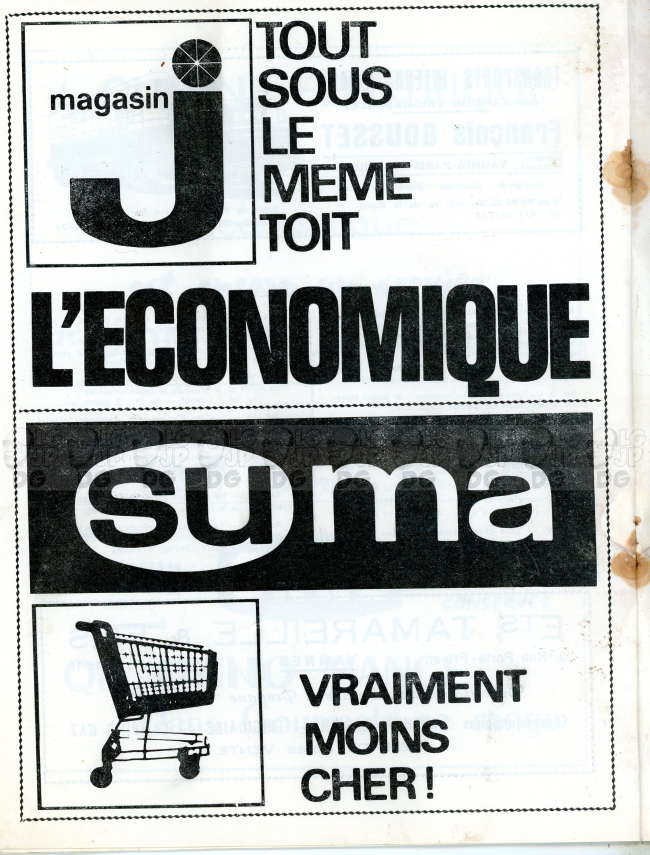 magasin J
TOUT
SOUS
LE
MEME
TOIT
L'ECONOMIQUE
suma
VRAIMENT
MOINS
CHER!